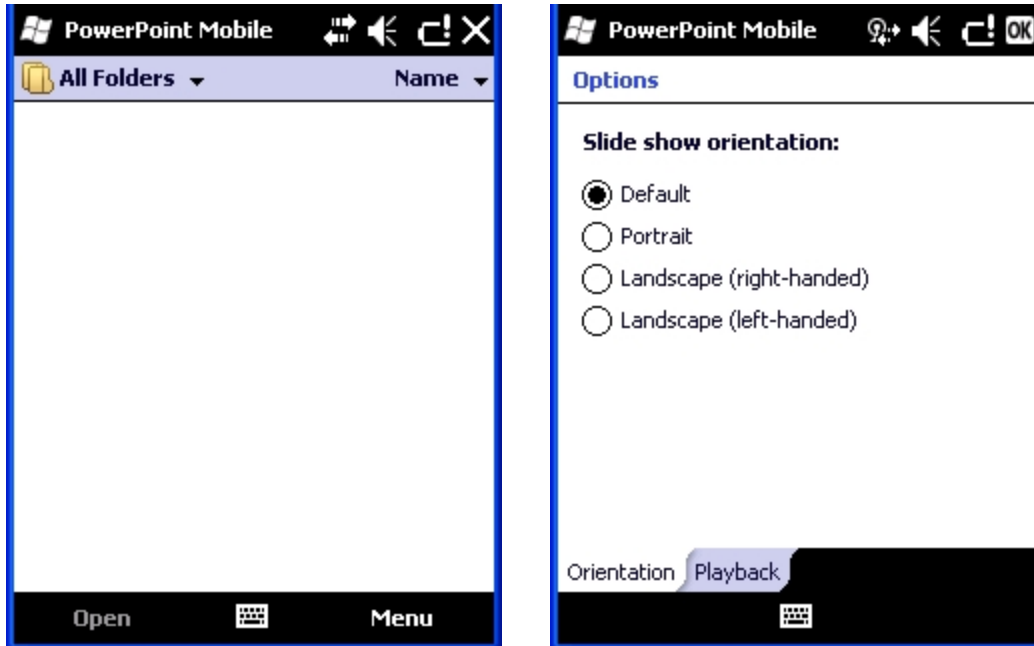 PowerPoint Mobile
All Folders Name
Open Menu
PowerPoint Mobile OK
Options
Slide show orientation:
Default
Portrait
Landscape (right-handed)
Landscape (left-handed)
Orientation Playback